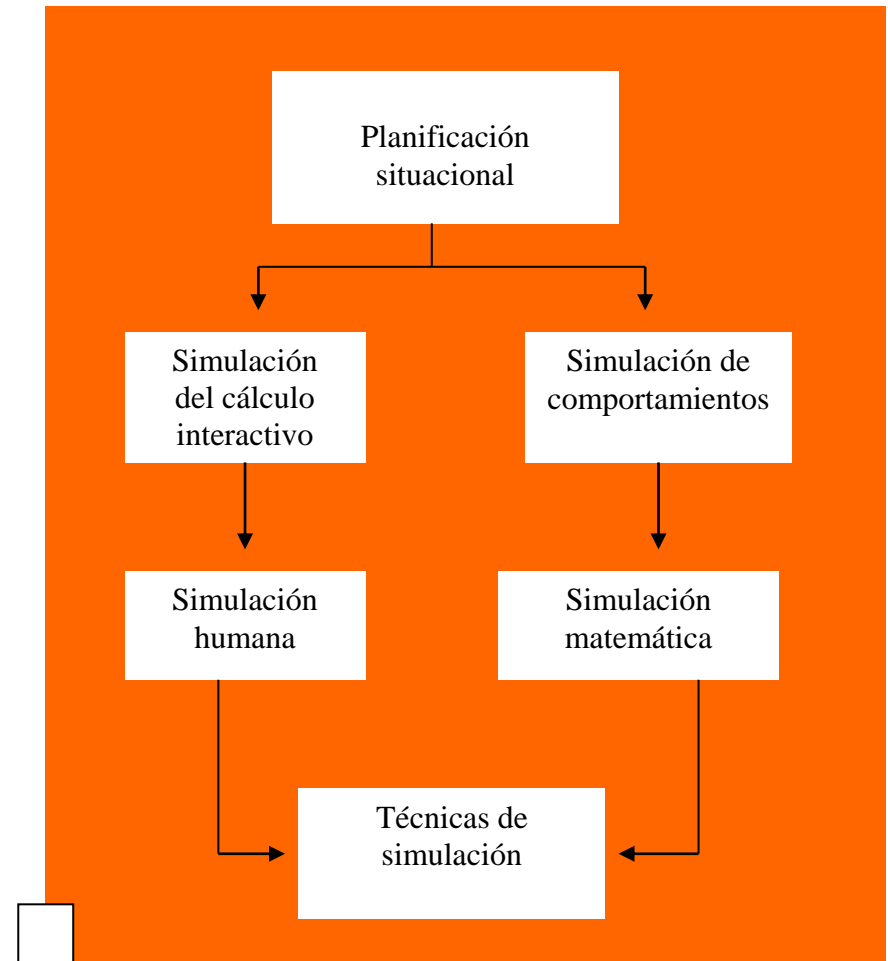 Planificación
situacional
Simulación
del cálculo
interactivo
Simulación de
comportamientos
Simulación
humana
Simulación
matemática
Técnicas de
simulación